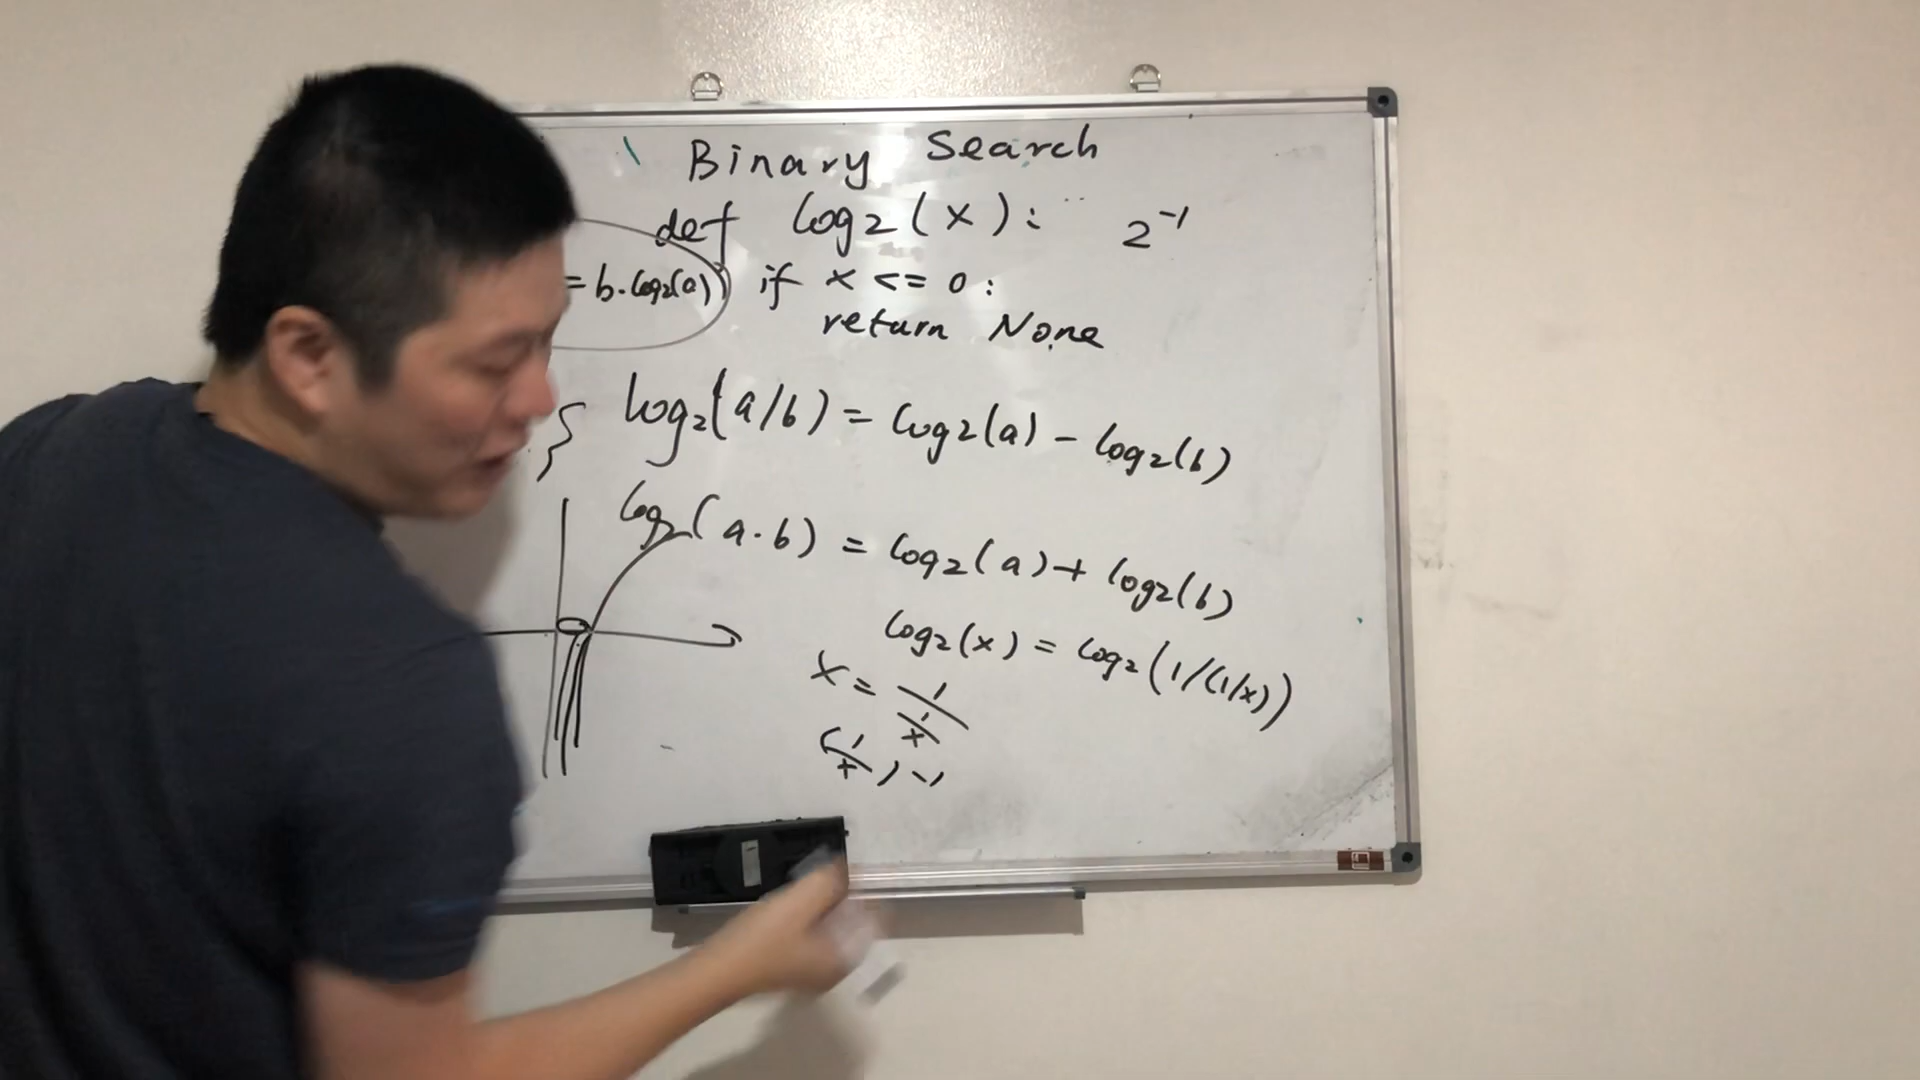 Binary Search
def log2(x): 2^-1
= b.log2(a)) if x <= 0:
return None
log2(a/b) = log2(a) - log2(b)
log2(a.b) = log2(a) + log2(b)
log2(x) = log2(1/(1/x))
x = 1/(1/x)
(1/x)-1